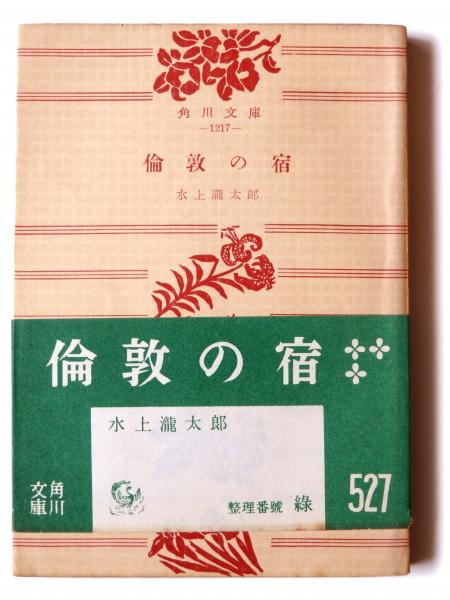 角川文庫
—1217—
倫敦の宿
水上瀧太郎
倫敦の宿
水上瀧太郎
角川
文庫
整理番號 綠
527